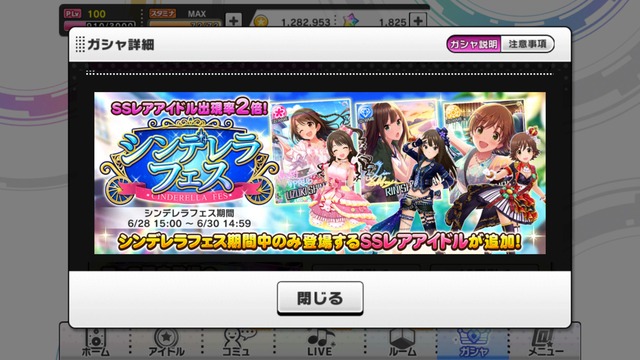 PLv 100
スタミナ MAX
1,282,953
1,825
ガシャ詳細
ガシャ説明
注意事項
SSレアアイドル出現率2倍!
シンデレラ
フェス
CINDERELLA FES
シンデレラフェス期間
6/28 15:00 ～ 6/30 14:59
シンデレラフェス期間中のみ登場するSSレアアイドルが追加!
閉じる
ホーム
アイドル
コミュ
LIVE
ルーム
ガシャ
メニュー